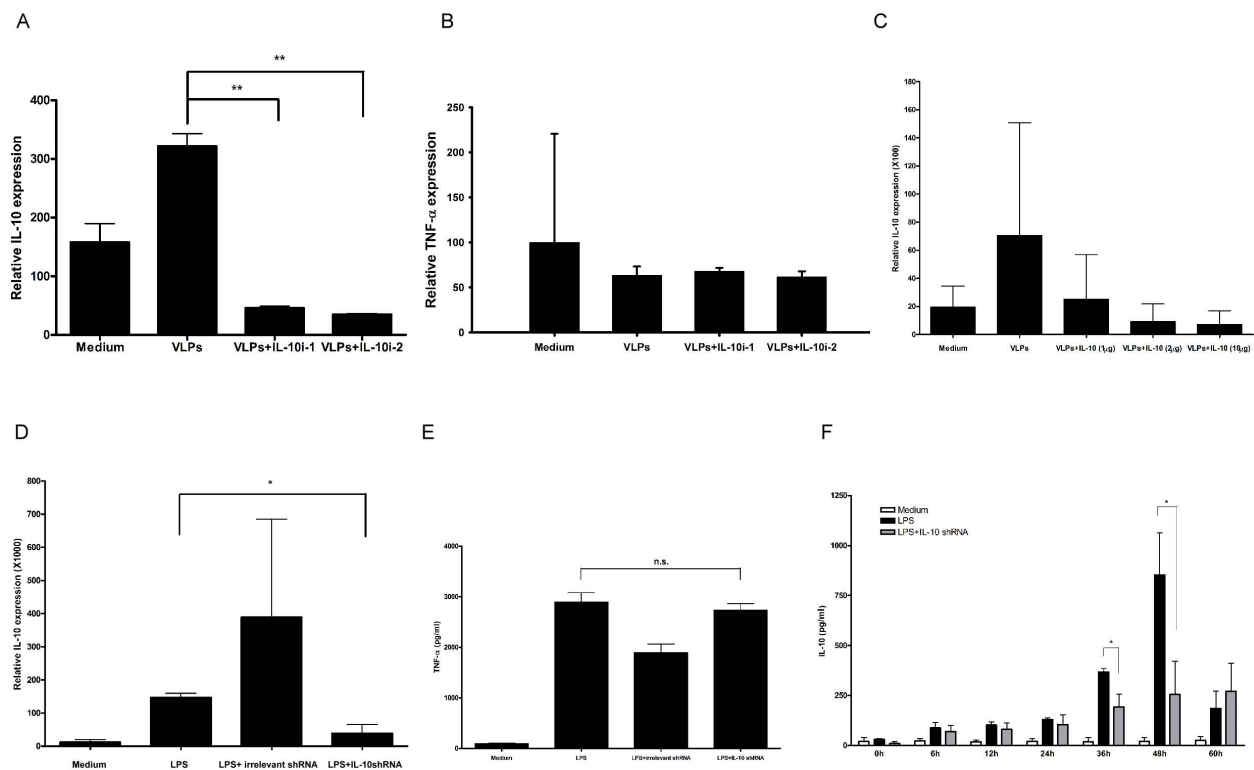 A
**
**
400
300
200
100
0
Relative IL-10 expression
Medium
VLPs
VLPs+IL-10i-1
VLPs+IL-10i-2
B
250
200
150
100
50
0
Relative TNF-α expression
Medium
VLPs
VLPs+IL-10i-1
VLPs+IL-10i-2
C
180
160
140
120
100
80
60
40
20
0
Relative IL-10 expression (X100)
Medium
VLPs
VLPs+IL-10 (1μg)
VLPs+IL-10 (2μg)
VLPs+IL-10 (10μg)
D
*
800
700
600
500
400
300
200
100
0
Relative IL-10 expression (X1000)
Medium
LPS
LPS+ irrelevant shRNA
LPS+IL-10shRNA
E
n.s.
4000
3000
2000
1000
0
TNF-α (pg/ml)
Medium
LPS
LPS+irrelevant shRNA
LPS+IL-10 shRNA
F
Medium
LPS
LPS+IL-10 shRNA
*
*
1250
1000
750
500
250
0
IL-10 (pg/ml)
0h
6h
12h
24h
36h
48h
60h